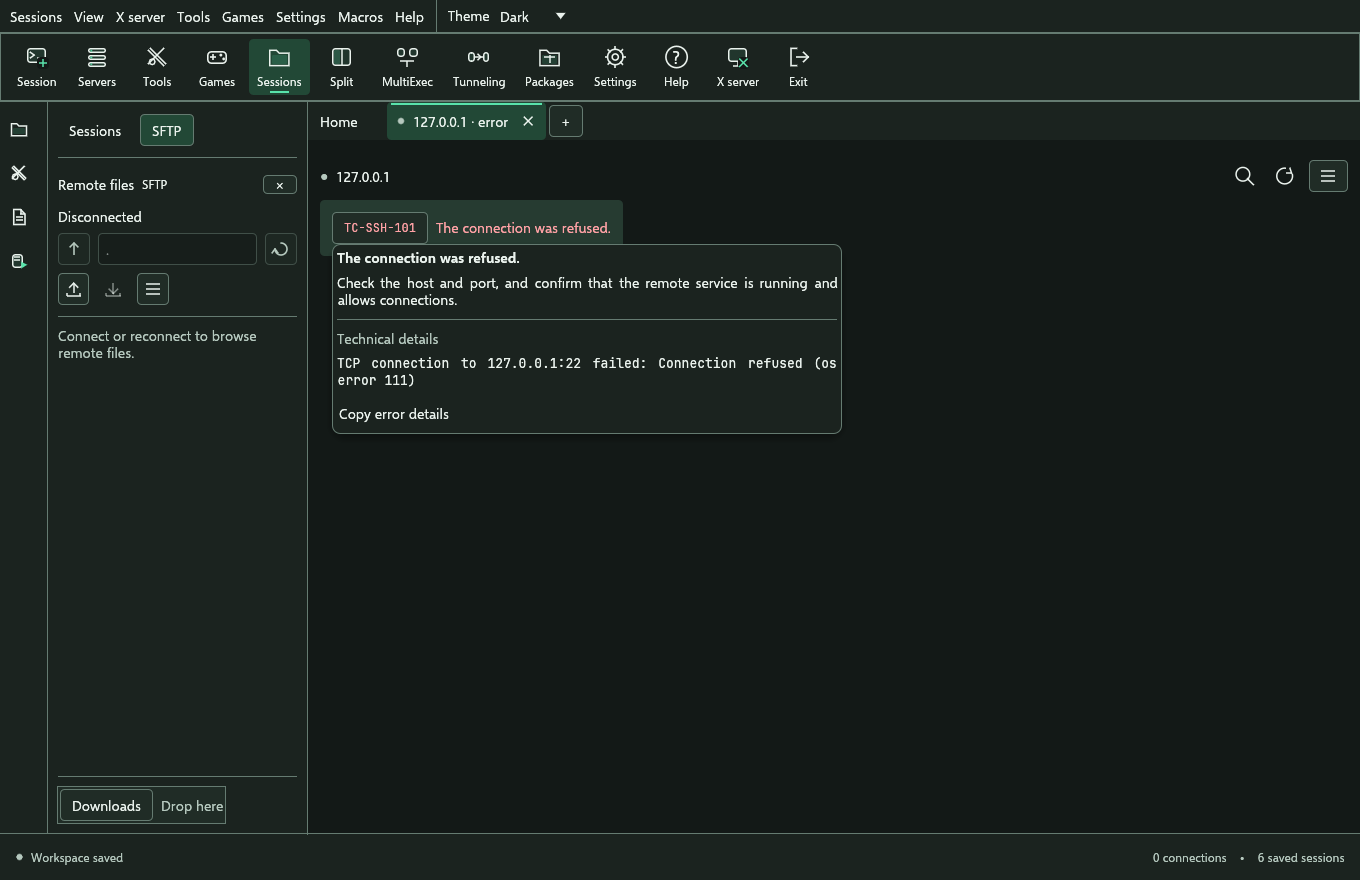 Sessions View X server Tools Games Settings Macros Help Theme Dark
Session Servers Tools Games Sessions Split MultiExec Tunneling Packages Settings Help X server Exit
Sessions SFTP
Home 127.0.0.1 · error +
Remote files SFTP
Disconnected
.
Connect or reconnect to browse
remote files.
Downloads Drop here
127.0.0.1
TC-SSH-101 The connection was refused.
The connection was refused.
Check the host and port, and confirm that the remote service is running and
allows connections.
Technical details
TCP connection to 127.0.0.1:22 failed: Connection refused (os
error 111)
Copy error details
Workspace saved
0 connections • 6 saved sessions